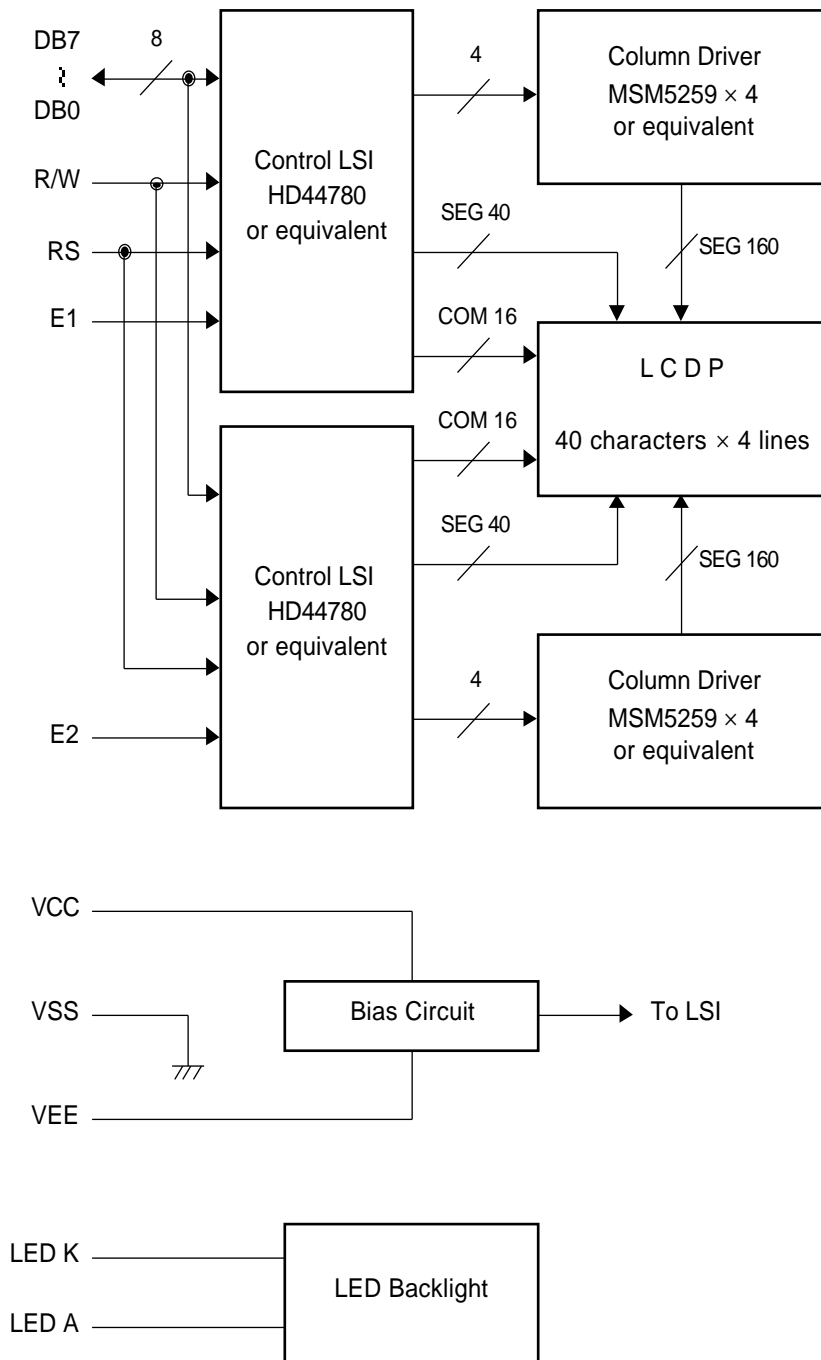 DB7
8
DB0
R/W
RS
E1
Control LSI
HD44780
or equivalent
4
Column Driver
MSM5259 × 4
or equivalent
SEG 40
SEG 160
COM 16
L C D P
40 characters × 4 lines
COM 16
SEG 40
SEG 160
Control LSI
HD44780
or equivalent
E2
4
Column Driver
MSM5259 × 4
or equivalent
VCC
VSS
VEE
Bias Circuit
To LSI
LED K
LED A
LED Backlight